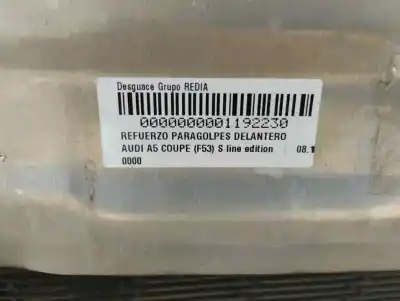 Desguace Grupo REDIA
0000000001192230
REFUERZO PARAGOLPES DELANTERO
AUDI A5 COUPE (F53) S line edition 08.1
0000